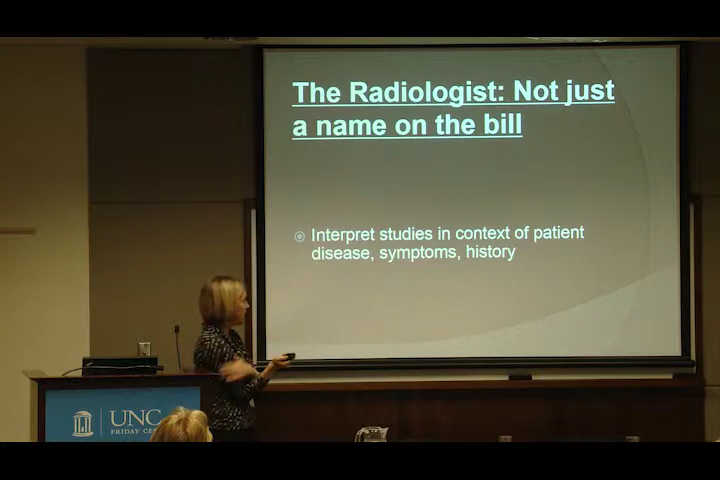 The Radiologist: Not just
a name on the bill
Interpret studies in context of patient
disease, symptoms, history
UNC
FRIDAY